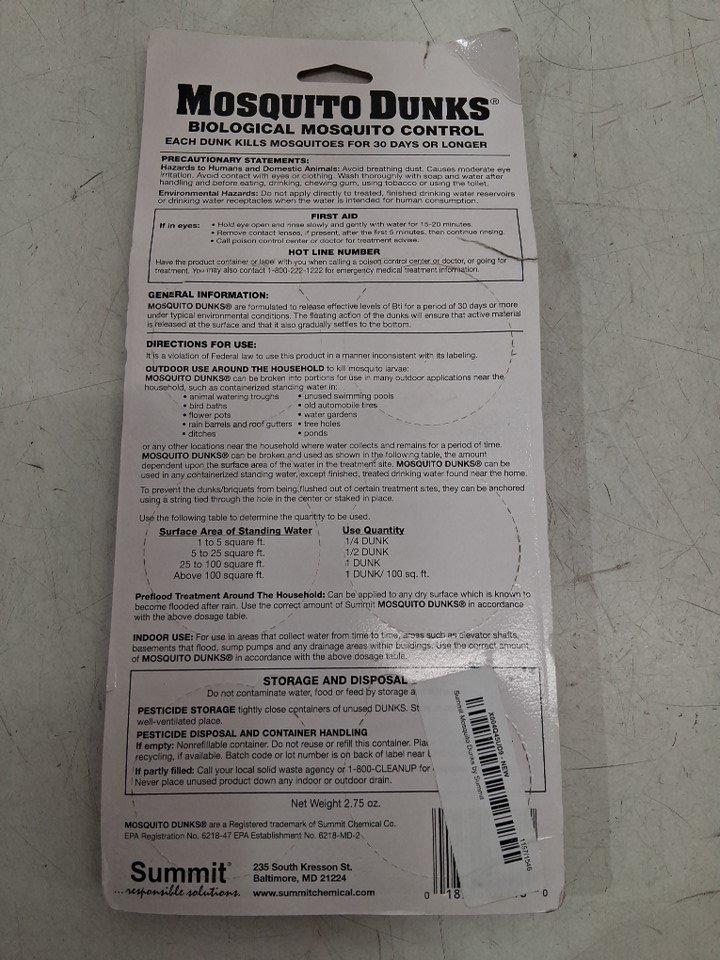 MOSQUITO DUNKS®
BIOLOGICAL MOSQUITO CONTROL
EACH DUNK KILLS MOSQUITOES FOR 30 DAYS OR LONGER
PRECAUTIONARY STATEMENTS:
Hazards to Humans and Domestic Animals: Avoid breathing dust. Causes moderate eye
irritation. Avoid contact with eyes or clothing. Wash thoroughly with soap and water after
handling and before eating, drinking, chewing gum, using tobacco or using the toilet.
Environmental Hazards: Do not apply directly to treated, finished drinking water reservoirs
or drinking water receptacles when the water is intended for human consumption.
FIRST AID
If in eyes: • Hold eye open and rinse slowly and gently with water for 15-20 minutes.
• Remove contact lenses, if present, after the first 5 minutes, then continue rinsing.
• Call poison control center or doctor for treatment advise.
HOT LINE NUMBER
Have the product container or label with you when calling a poison control center or doctor, or going for
treatment. You may also contact 1-800-222-1222 for emergency medical treatment information.
GENERAL INFORMATION:
MOSQUITO DUNKS® are formulated to release effective levels of Bti for a period of 30 days or more
under typical environmental conditions. The floating action of the dunks will ensure that active material
is released at the surface and that it also gradually settles to the bottom.
DIRECTIONS FOR USE:
It is a violation of Federal law to use this product in a manner inconsistent with its labeling.
OUTDOOR USE AROUND THE HOUSEHOLD to kill mosquito larvae:
MOSQUITO DUNKS® can be broken into portions for use in many outdoor applications near the
household, such as containerized standing water in:
• animal watering troughs • unused swimming pools
• bird baths • old automobile tires
• flower pots • water gardens
• rain barrels and roof gutters • tree holes
• ditches • ponds
or any other locations near the household where water collects and remains for a period of time.
MOSQUITO DUNKS® can be broken and used as shown in the following table, the amount
dependent upon the surface area of the water in the treatment site. MOSQUITO DUNKS® can be
used in any containerized standing water, except finished, treated drinking water found near the home.
To prevent the dunks/briquets from being flushed out of certain treatment sites, they can be anchored
using a string tied through the hole in the center or staked in place.
Use the following table to determine the quantity to be used.
Surface Area of Standing Water Use Quantity
1 to 5 square ft. 1/4 DUNK
5 to 25 square ft. 1/2 DUNK
25 to 100 square ft. 1 DUNK
Above 100 square ft. 1 DUNK/ 100 sq. ft.
Preflood Treatment Around The Household: Can be applied to any dry surface which is known to
become flooded after rain. Use the correct amount of Summit MOSQUITO DUNKS® in accordance
with the above dosage table.
INDOOR USE: For use in areas that collect water from time to time, areas such as elevator shafts,
basements that flood, sump pumps and any drainage areas within buildings. Use the correct amount
of MOSQUITO DUNKS® in accordance with the above dosage table.
STORAGE AND DISPOSAL
Do not contaminate water, food or feed by storage
PESTICIDE STORAGE tightly close containers of unused DUNKS.
well-ventilated place.
PESTICIDE DISPOSAL AND CONTAINER HANDLING
If empty: Nonrefillable container. Do not reuse or refill this container.
recycling, if available. Batch code or lot number is on back of label near
If partly filled: Call your local solid waste agency or 1-800-CLEANUP for
Never place unused product down any indoor or outdoor drain.
Net Weight 2.75 oz.
MOSQUITO DUNKS® are a Registered trademark of Summit Chemical Co.
EPA Registration No. 6218-47 EPA Establishment No. 6218-MD-2
Summit®
...responsible solutions.
235 South Kresson St.
Baltimore, MD 21224
www.summitchemical.com
Summit Mosquito Dunks by Summit